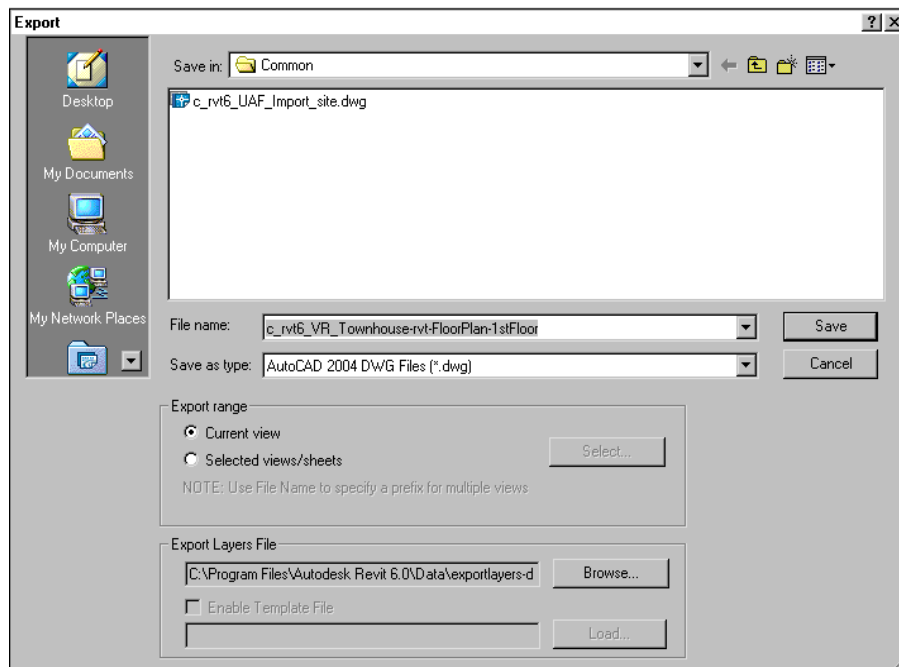 Export
Desktop
My Documents
My Computer
My Network Places
Save in: Common
c_rvt6_UAF_Import_site.dwg
File name: c_rvt6_VR_Townhouse-rvt-FloorPlan-1stFloor Save
Save as type: AutoCAD 2004 DWG Files (*.dwg) Cancel
Export range
Current view
Selected views/sheets Select...
NOTE: Use File Name to specify a prefix for multiple views
Export Layers File
C:\Program Files\Autodesk Revit 6.0\Data\exportlayers-d Browse...
Enable Template File
Load...